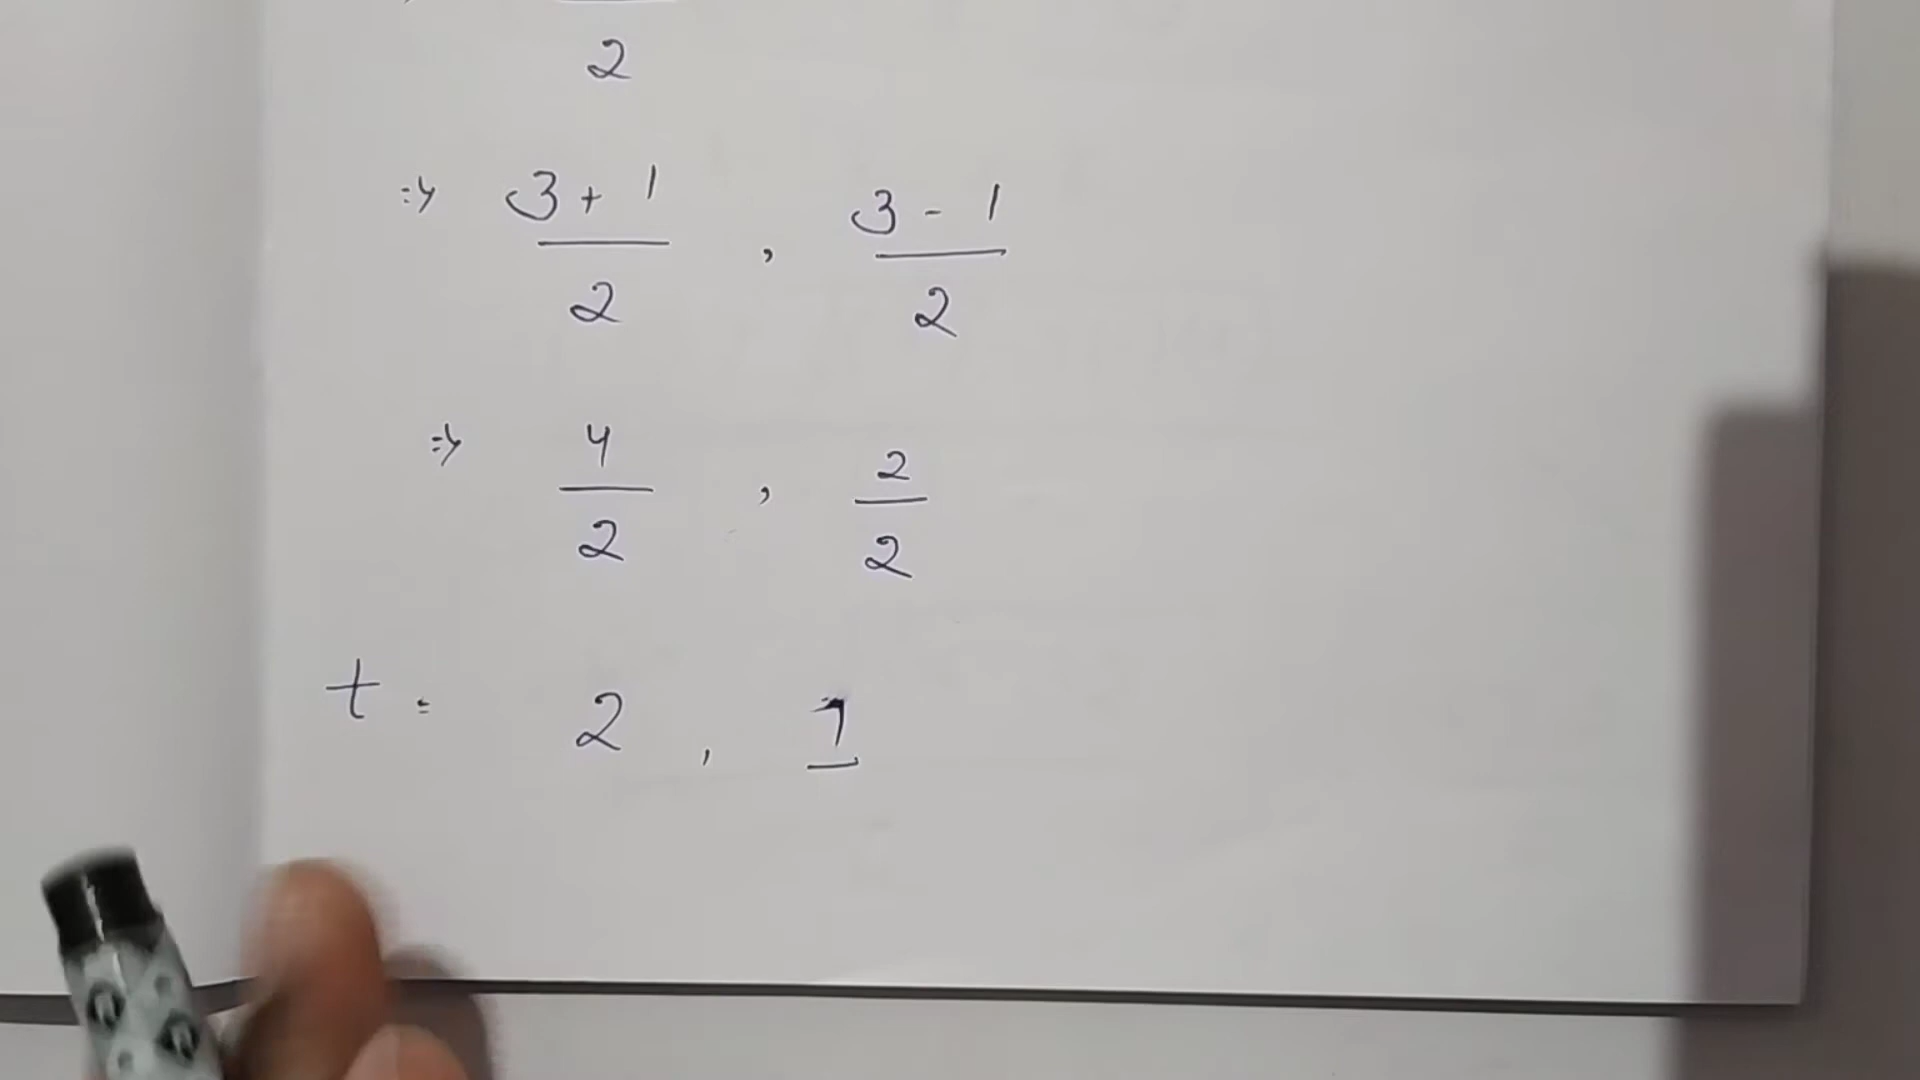 2
=> 3 + 1 / 2 , 3 - 1 / 2
=> 4 / 2 , 2 / 2
t = 2 , 1